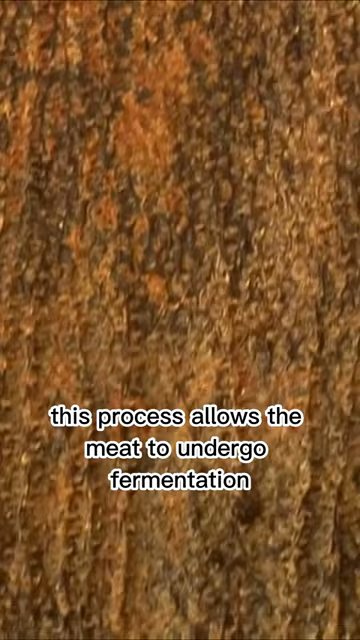 this process allows the
meat to undergo
fermentation